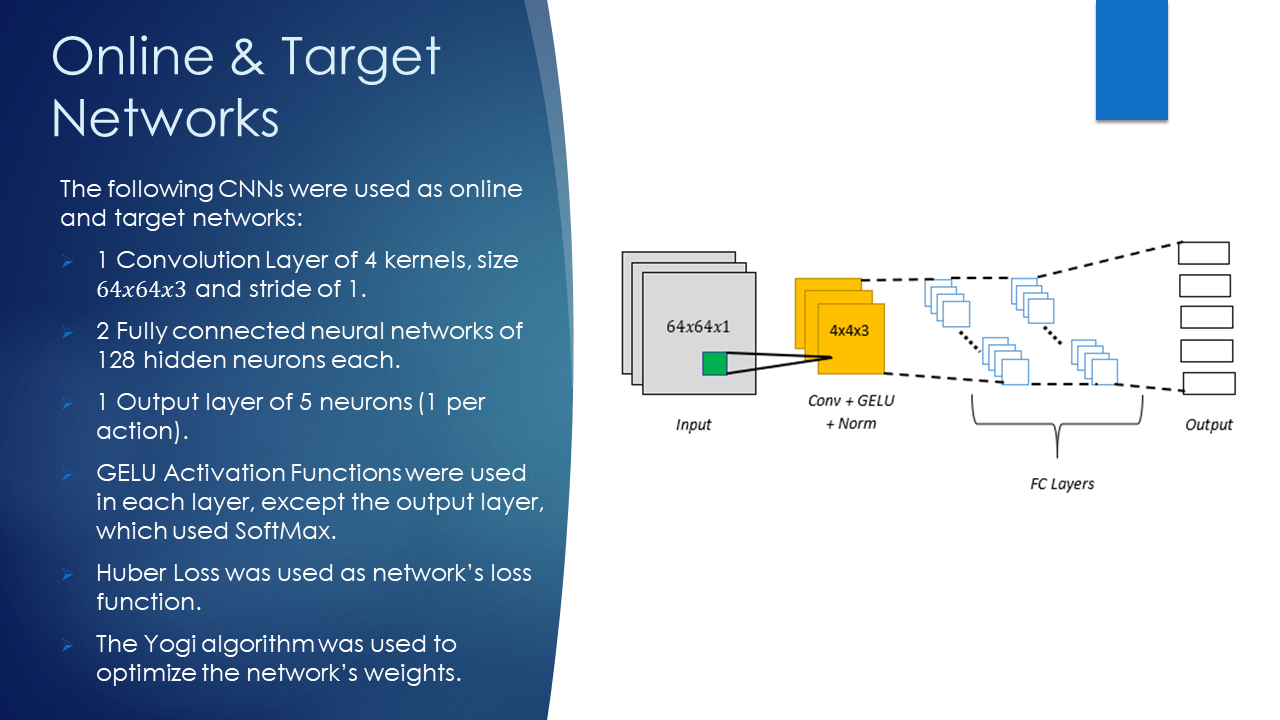 Online & Target
Networks
The following CNNs were used as online
and target networks:
1 Convolution Layer of 4 kernels, size
64x64x3 and stride of 1.
2 Fully connected neural networks of
128 hidden neurons each.
1 Output layer of 5 neurons (1 per
action).
GELU Activation Functions were used
in each layer, except the output layer,
which used SoftMax.
Huber Loss was used as network’s loss
function.
The Yogi algorithm was used to
optimize the network’s weights.
64x64x1
4x4x3
Input
Conv + GELU
+ Norm
FC Layers
Output